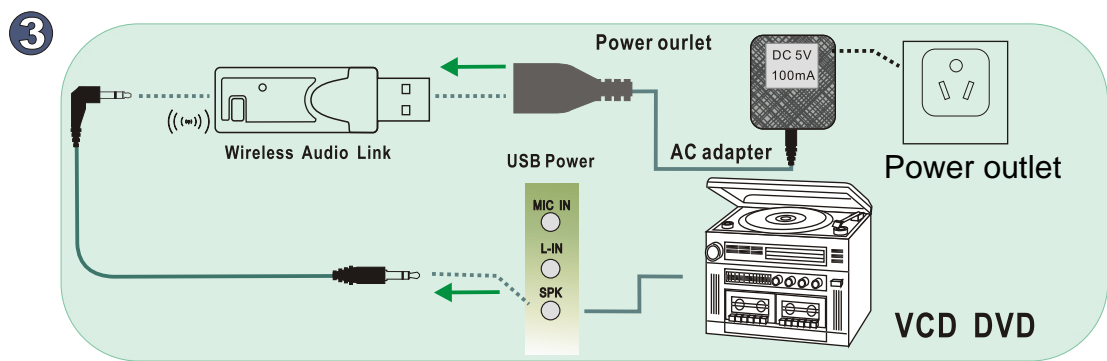 3
Power ourlet
DC 5V
100mA
Wireless Audio Link
USB Power
AC adapter
Power outlet
MIC IN
L-IN
SPK
VCD DVD